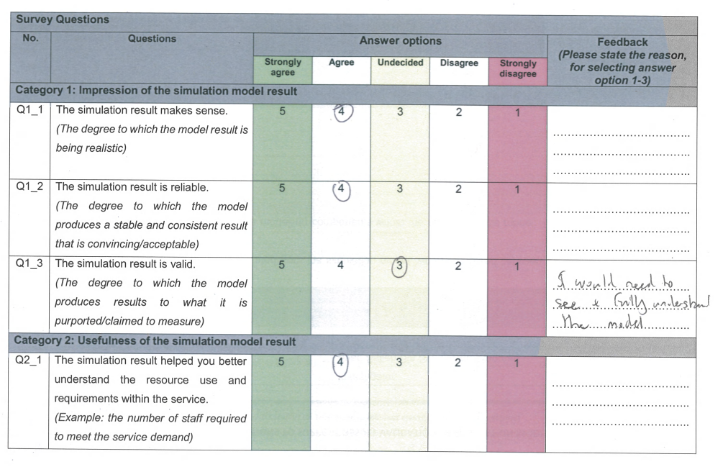 Survey Questions
No. Questions Answer options Feedback
(Please state the reason,
for selecting answer
option 1-3)
Strongly
agree Agree Undecided Disagree Strongly
disagree
Category 1: Impression of the simulation model result
Q1_1 The simulation result makes sense. 5 4 3 2 1
(The degree to which the model result is
being realistic)
Q1_2 The simulation result is reliable. 5 4 3 2 1
(The degree to which the model
produces a stable and consistent result
that is convincing/acceptable)
Q1_3 The simulation result is valid. 5 4 3 2 1
(The degree to which the model
produces results to what it is
purported/claimed to measure)
I would need to
see + fully understand
the model
Category 2: Usefulness of the simulation model result
Q2_1 The simulation result helped you better 5 4 3 2 1
understand the resource use and
requirements within the service.
(Example: the number of staff required
to meet the service demand)